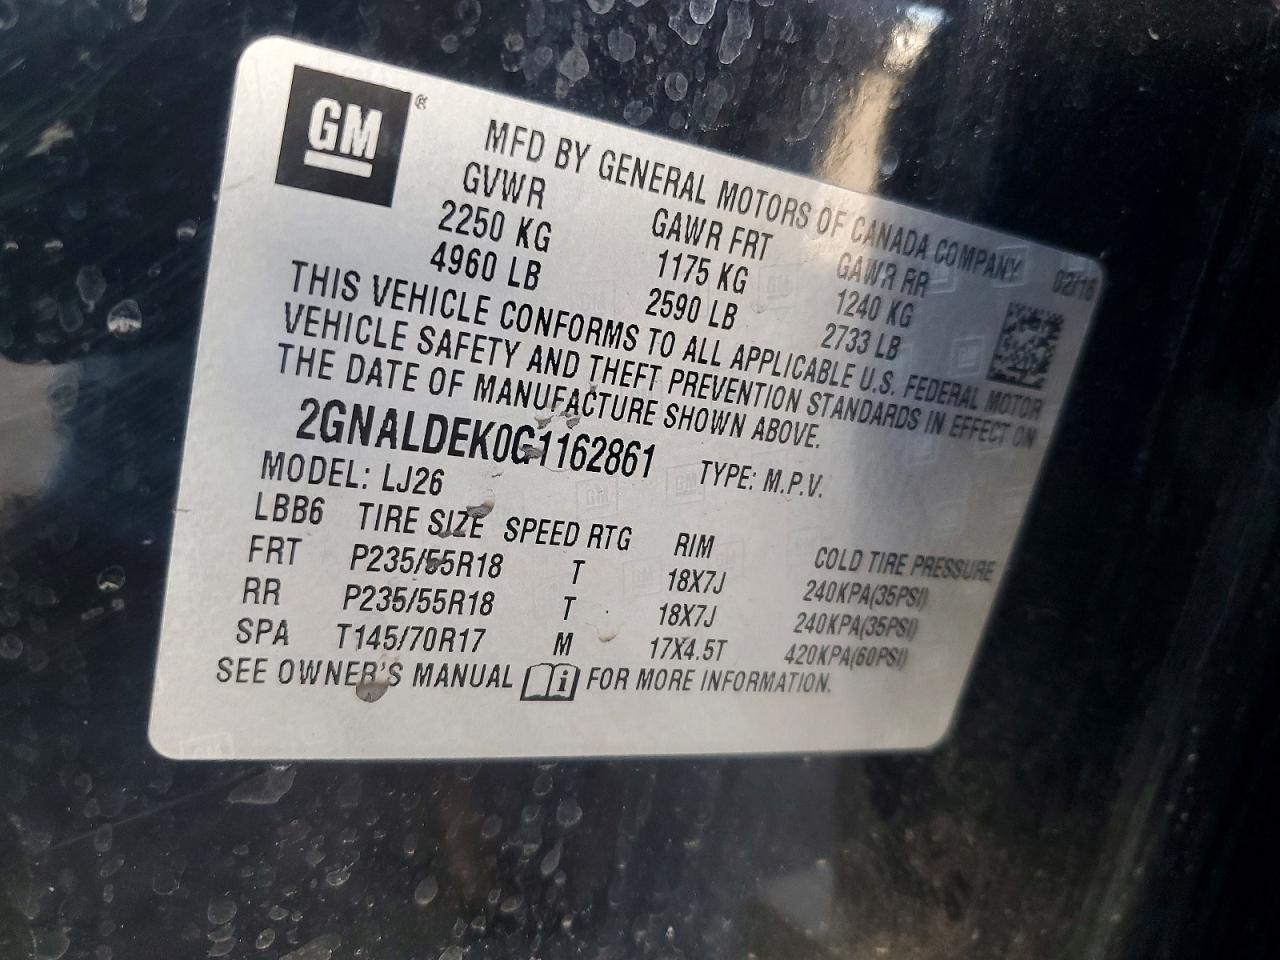 GM ®
MFD BY GENERAL MOTORS OF CANADA COMPANY 02/16
GVWR GAWR FRT GAWR RR
2250 KG 1175 KG 1240 KG
4960 LB 2590 LB 2733 LB
THIS VEHICLE CONFORMS TO ALL APPLICABLE U.S. FEDERAL MOTOR
VEHICLE SAFETY AND THEFT PREVENTION STANDARDS IN EFFECT ON
THE DATE OF MANUFACTURE SHOWN ABOVE.
2GNALDEK0G1162861 TYPE: M.P.V.
MODEL: LJ26
LBB6 TIRE SIZE SPEED RTG RIM COLD TIRE PRESSURE
FRT P235/55R18 T 18X7J 240KPA(35PSI)
RR P235/55R18 T 18X7J 240KPA(35PSI)
SPA T145/70R17 M 17X4.5T 420KPA(60PSI)
SEE OWNER'S MANUAL i FOR MORE INFORMATION.